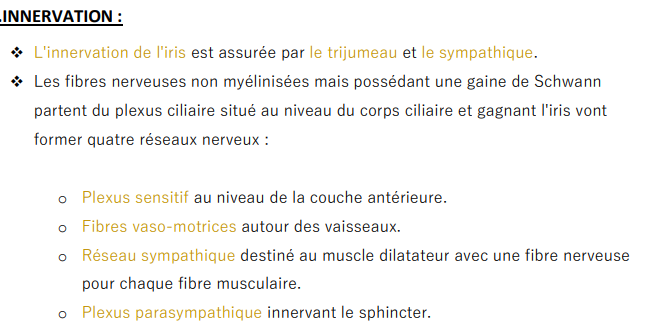 .INNERVATION :
❖ L'innervation de l'iris est assurée par le trijumeau et le sympathique.
❖ Les fibres nerveuses non myélinisées mais possédant une gaine de Schwann
partent du plexus ciliaire situé au niveau du corps ciliaire et gagnant l'iris vont
former quatre réseaux nerveux :
o Plexus sensitif au niveau de la couche antérieure.
o Fibres vaso-motrices autour des vaisseaux.
o Réseau sympathique destiné au muscle dilatateur avec une fibre nerveuse
pour chaque fibre musculaire.
o Plexus parasympathique innervant le sphincter.